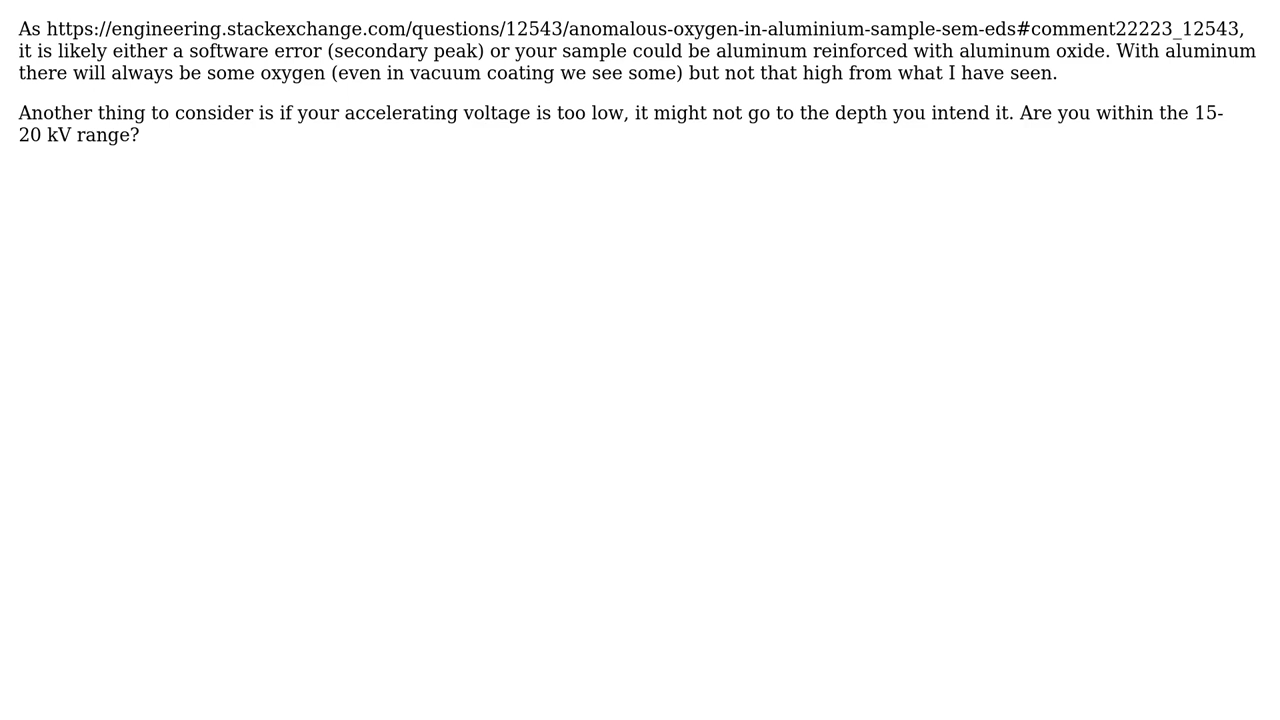 As https://engineering.stackexchange.com/questions/12543/anomalous-oxygen-in-aluminium-sample-sem-eds#comment22223_12543,
it is likely either a software error (secondary peak) or your sample could be aluminum reinforced with aluminum oxide. With aluminum
there will always be some oxygen (even in vacuum coating we see some) but not that high from what I have seen.
Another thing to consider is if your accelerating voltage is too low, it might not go to the depth you intend it. Are you within the 15-
20 kV range?